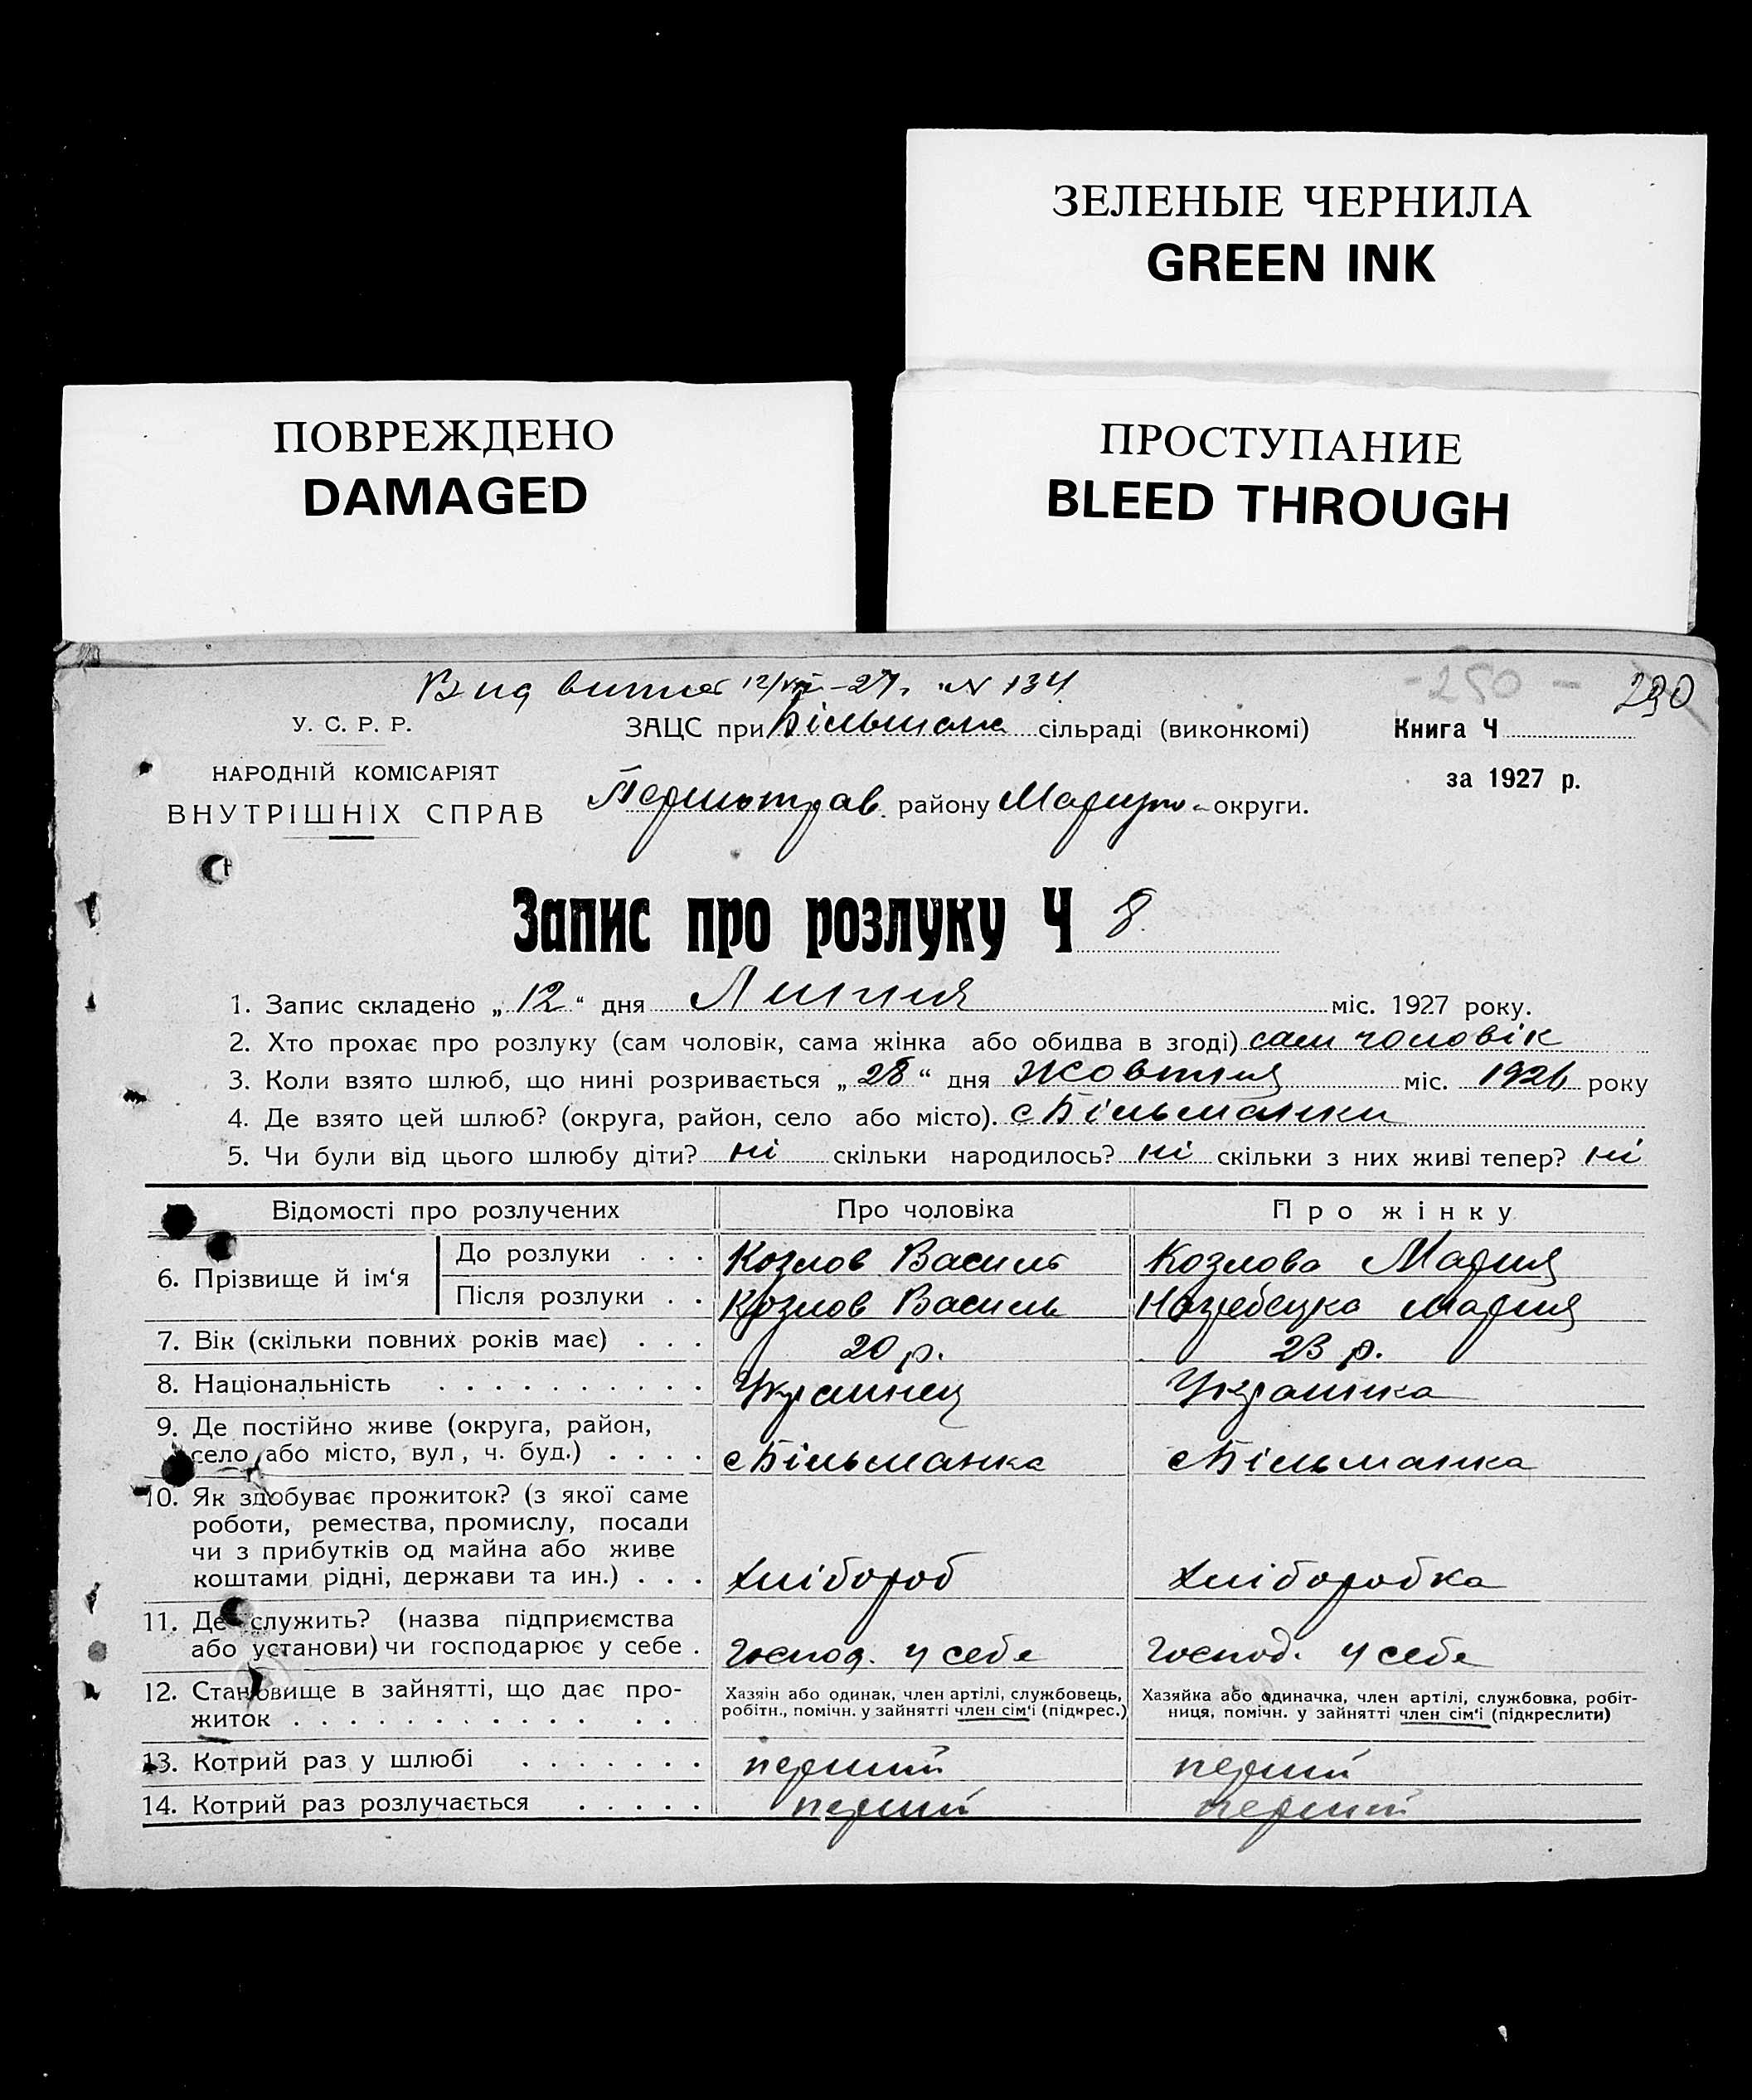 ЗЕЛЕНЫЕ ЧЕРНИЛА
GREEN INK
ПОВРЕЖДЕНО
DAMAGED
ПРОСТУПАНИЕ
BLEED THROUGH
-250-
Вид 12/VII-27. N 134
У. С. Р. Р.
ЗАЦС при сільраді (виконкомі)
Книга Ч
НАРОДНІЙ КОМІСАРІЯТ
ВНУТРІШНІХ СПРАВ
району округи.
за 1927 р.
Запис про розлуку Ч 8.
1. Запис складено „12“ дня Липня міс. 1927 року.
2. Хто прохає про розлуку (сам чоловік, сама жінка або обидва в згоді) сам чоловік
3. Коли взято шлюб, що нині розривається „28“ дня Жовтня міс. 1926 року
4. Де взято цей шлюб? (округа, район, село або місто). с Більманки
5. Чи були від цього шлюбу діти? ні скільки народилось? ні скільки з них живі тепер? ні
Відомості про розлучених
Про чоловіка
Про жінку
6. Прізвище й ім‘я
До розлуки . . . Козлов Василь Козлова Мария
Після розлуки . . Козлов Василь Мария
7. Вік (скільки повних років має) . . . 20 р. 23 р.
8. Національність . . . . . . . . . . Українец Українка
9. Де постійно живе (округа, район,
село або місто, вул, ч. буд.) . . . . с Більманка с Більманка
10. Як здобуває прожиток? (з якої саме
роботи, ремества, промислу, посади
чи з прибутків од майна або живе
коштами рідні, держави та ин.) . . . Хлібороб Хліборобка
11. Де служить? (назва підприємства
або установи) чи господарює у себе . Господ. у себе Господ. у себе
12. Становище в зайнятті, що дає про-
житок . . . . . . . . . . . . .
Хазяін або одинак, член артілі, службовець,
робітн., помічн. у зайнятті член сім‘і (підкрес.)
Хазяйка або одиначка, член артілі, службовка, робіт-
ниця, помічн. у зайнятті член сім‘і (підкреслити)
13. Котрий раз у шлюбі . . . . . . . перший перший
14. Котрий раз розлучається . . . . . перший перший